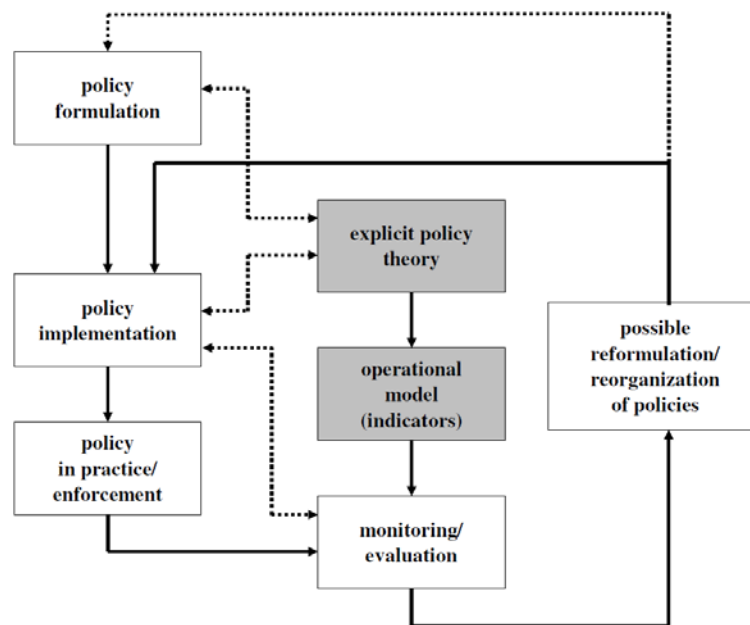 policy
formulation
explicit policy
theory
policy
implementation
possible
reformulation/
reorganization
of policies
operational
model
(indicators)
policy
in practice/
enforcement
monitoring/
evaluation